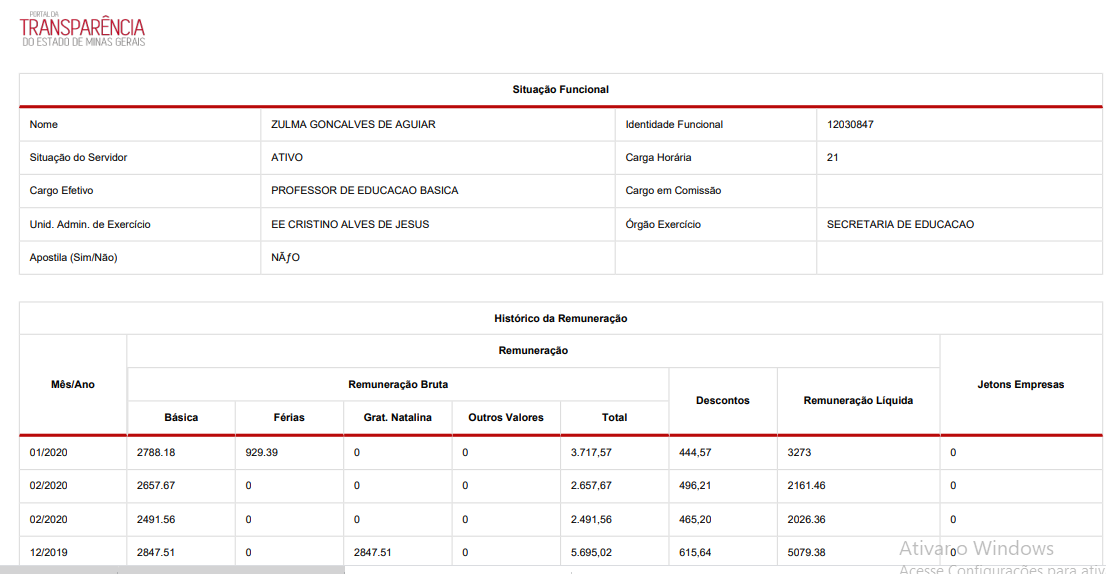 PORTAL DA
TRANSPARÊNCIA
DO ESTADO DE MINAS GERAIS
Situação Funcional
Nome ZULMA GONCALVES DE AGUIAR Identidade Funcional 12030847
Situação do Servidor ATIVO Carga Horária 21
Cargo Efetivo PROFESSOR DE EDUCACAO BASICA Cargo em Comissão
Unid. Admin. de Exercício EE CRISTINO ALVES DE JESUS Órgão Exercício SECRETARIA DE EDUCACAO
Apostila (Sim/Não) NÃƒO
Histórico da Remuneração
Remuneração
Mês/Ano Remuneração Bruta Descontos Remuneração Líquida Jetons Empresas
Básica Férias Grat. Natalina Outros Valores Total
01/2020 2788.18 929.39 0 0 3.717,57 444,57 3273 0
02/2020 2657.67 0 0 0 2.657,67 496,21 2161.46 0
02/2020 2491.56 0 0 0 2.491,56 465,20 2026.36 0
12/2019 2847.51 0 2847.51 0 5.695,02 615,64 5079.38 0
Ativar o Windows
Acesse Configurações para ativ